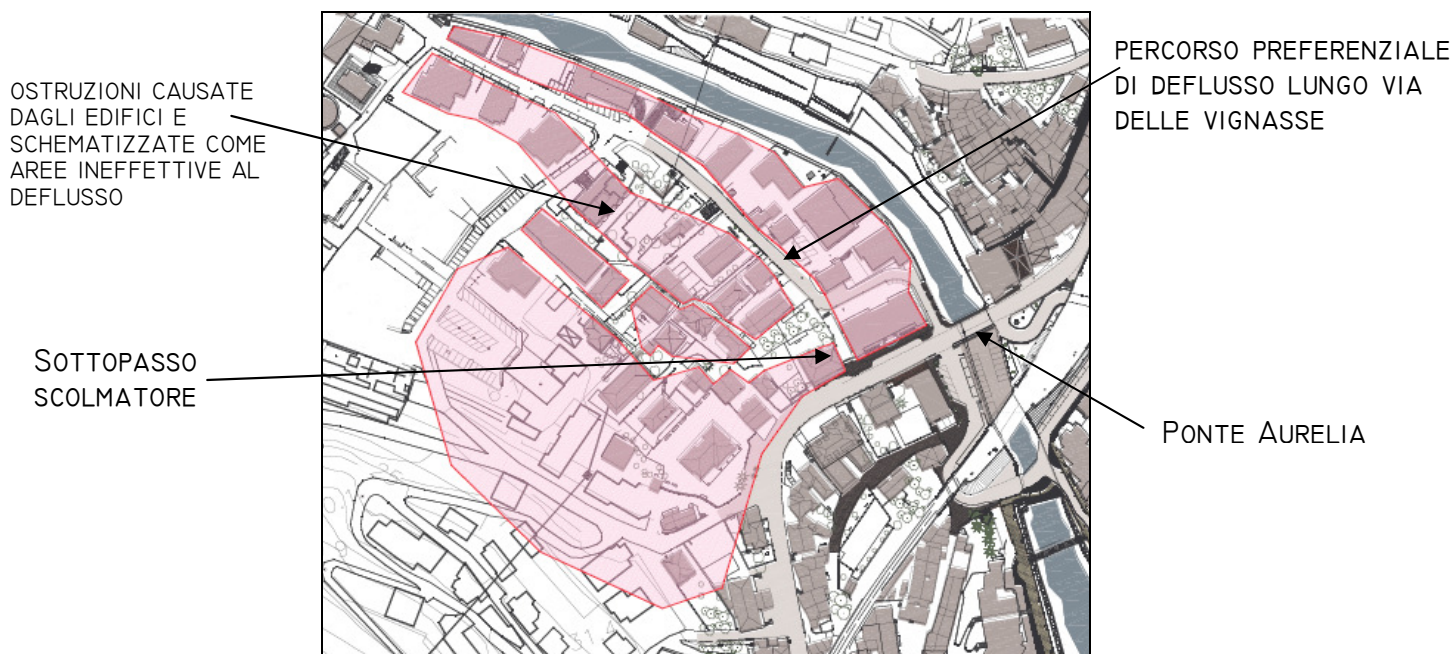 OSTRUZIONI CAUSATE
DAGLI EDIFICI E
SCHEMATIZZATE COME
AREE INEFFETTIVE AL
DEFLUSSO
PERCORSO PREFERENZIALE
DI DEFLUSSO LUNGO VIA
DELLE VIGNASSE
SOTTOPASSO
SCOLMATORE
PONTE AURELIA